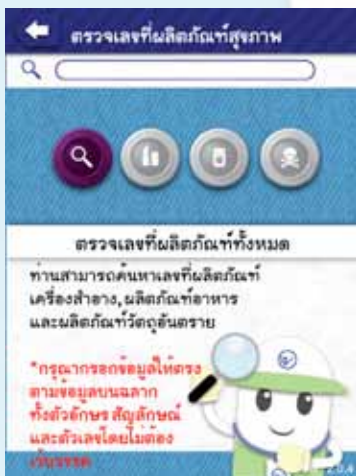 ตรวจเลขที่ผลิตภัณฑ์สุขภาพ
ตรวจเลขที่ผลิตภัณฑ์ทั้งหมด
ท่านสามารถค้นหาเลขที่ผลิตภัณฑ์
เครื่องสำอาง, ผลิตภัณฑ์อาหาร
และผลิตภัณฑ์วัตถุอันตราย
*กรุณากรอกข้อมูลให้ตรง
ตามข้อมูลบนฉลาก
ทั้งตัวอักษร สัญลักษณ์
และตัวเลขโดยไม่ต้อง
เว้นวรรค